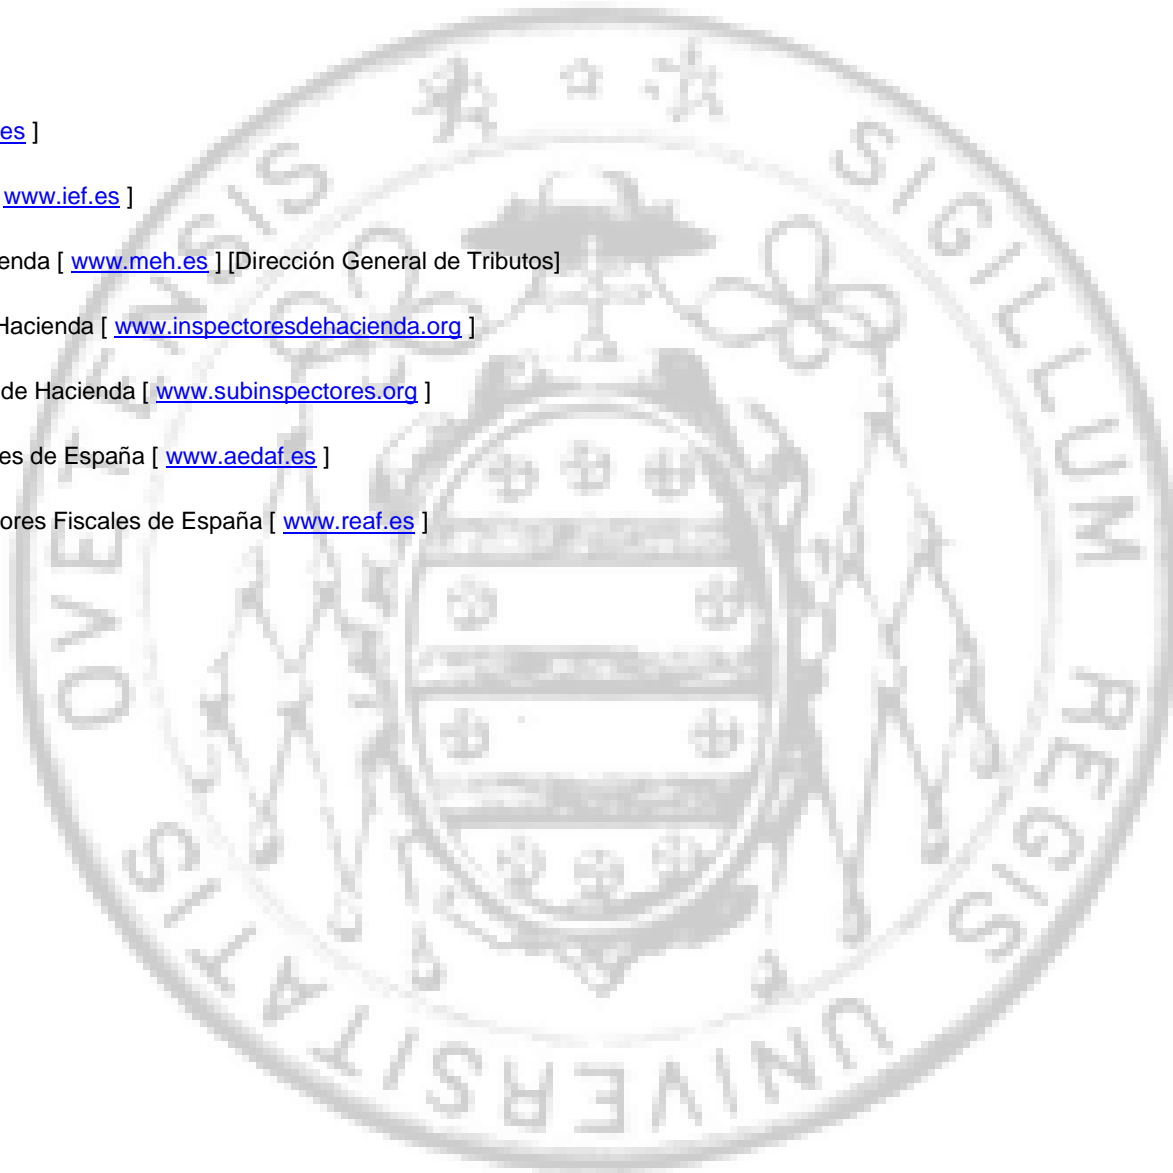 es ]
www.ief.es ]
enda [ www.meh.es ] [Dirección General de Tributos]
Hacienda [ www.inspectoresdehacienda.org ]
de Hacienda [ www.subinspectores.org ]
es de España [ www.aedaf.es ]
ores Fiscales de España [ www.reaf.es ]
SIGILLUM REGIS UNIVERSITATIS OVETENSIS